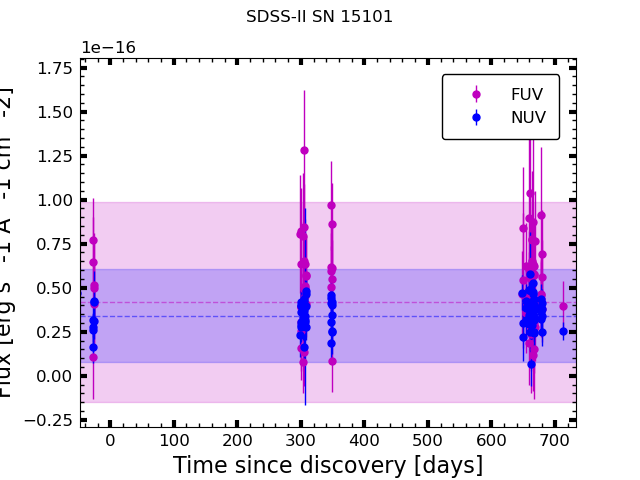 SDSS-II SN 15101
1e−16
Flux [erg s -1 A -1 cm -2]
1.75
1.50
1.25
1.00
0.75
0.50
0.25
0.00
−0.25
FUV
NUV
0 100 200 300 400 500 600 700
Time since discovery [days]